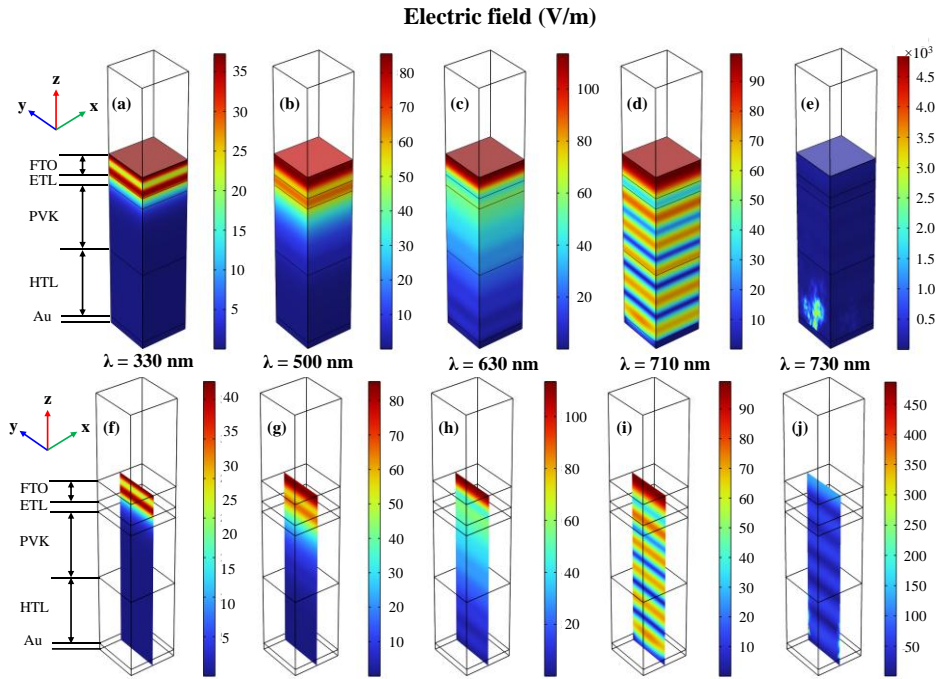 Electric field (V/m)
z
y
x
FTO
ETL
PVK
HTL
Au
(a)
35
30
25
20
15
10
5
(b)
80
70
60
50
40
30
20
10
(c)
100
80
60
40
20
(d)
90
80
70
60
50
40
30
20
10
(e)
×10³
4.5
4.0
3.5
3.0
2.5
2.0
1.5
1.0
0.5
λ = 330 nm
λ = 500 nm
λ = 630 nm
λ = 710 nm
λ = 730 nm
z
y
x
FTO
ETL
PVK
HTL
Au
(f)
40
35
30
25
20
15
10
5
(g)
80
70
60
50
40
30
20
10
(h)
100
80
60
40
20
(i)
90
80
70
60
50
40
30
20
10
(j)
450
400
350
300
250
200
150
100
50